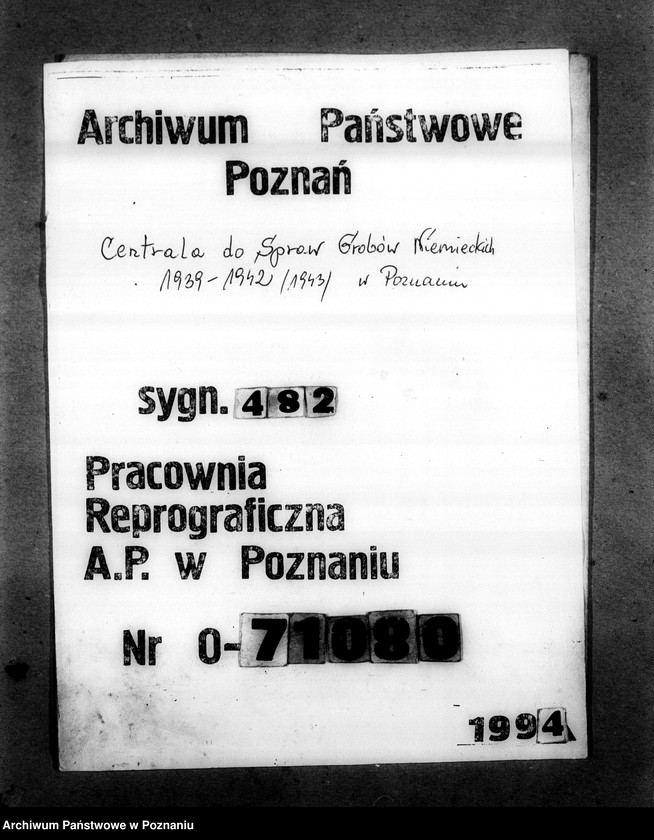 Archiwum Państwowe
Poznań
Centrala do Spraw Grobów Niemieckich
1939-1942 /1943/ w Poznaniu
sygn. 482
Pracownia
Reprograficzna
A.P. w Poznaniu
Nr 0-71080
1994
Archiwum Państwowe w Poznaniu